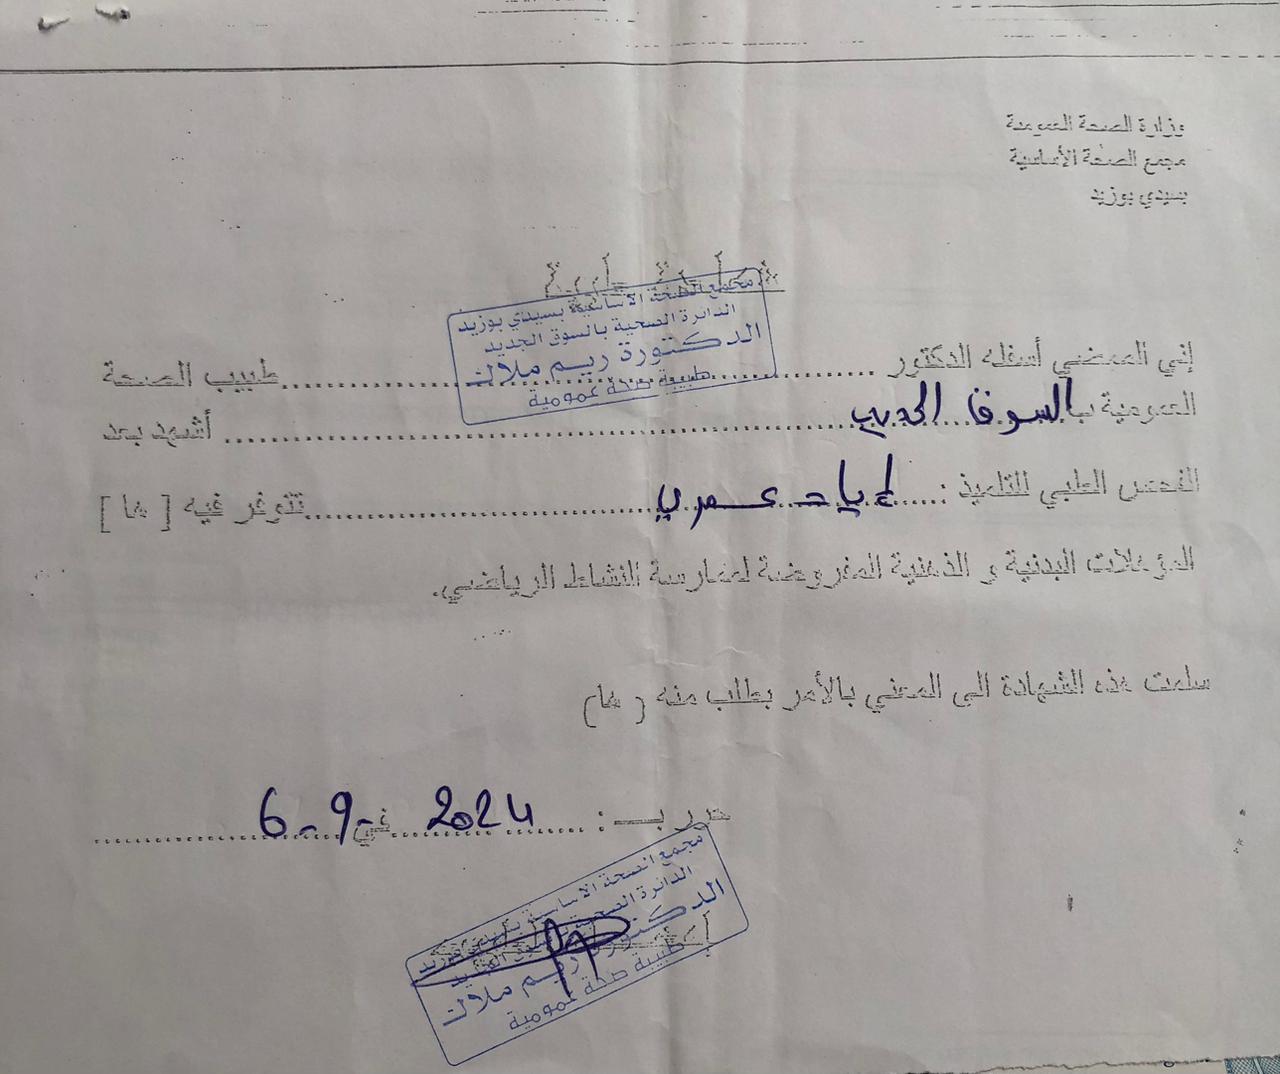 وزارة الصحة العمومية
مجمع الصحة الأساسية
بسيدي بوزيد
شهادة طبية
مجمع الصحة الأساسية بسيدي بوزيد
الدائرة الصحية بالسوق الجديد
الدكتورة ريم ملاك
طبيبة صحة عمومية
إني الممضي أسفله الدكتور ........ طبيب الصحة
العمومية بالسوق الجديد ........ أشهد بعد
الفحص الطبي للتلميذ : إياد عمري ........ تتوفر فيه [ ها ]
المؤهلات البدنية و الذهنية المفروضة لممارسة النشاط الرياضي.
سلمت هذه الشهادة الى المعني بالأمر بطلب منه ( ها)
حرر بـ : ........ في 6-9-2024
مجمع الصحة الأساسية بسيدي بوزيد
الدائرة الصحية بالسوق الجديد
الدكتورة ريم ملاك
طبيبة صحة عمومية